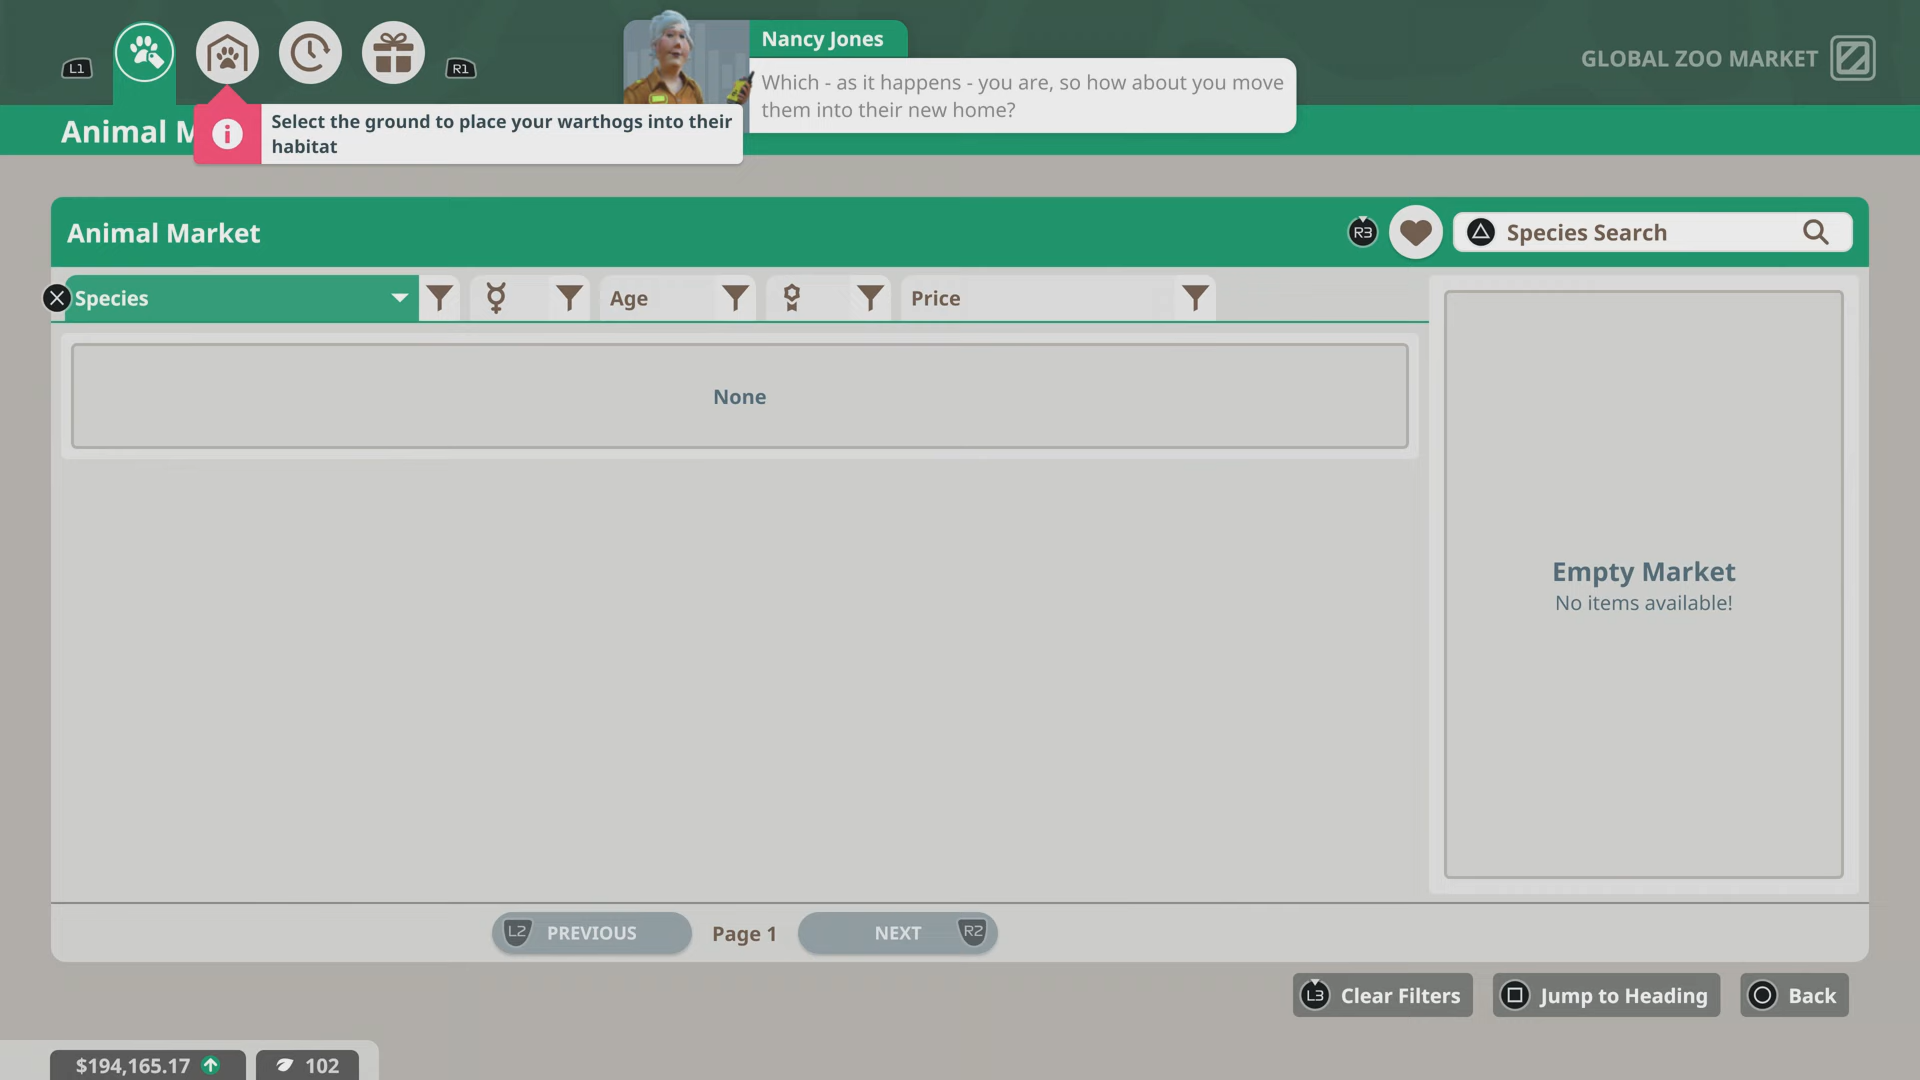 L1
R1
Nancy Jones
Which - as it happens - you are, so how about you move
them into their new home?
GLOBAL ZOO MARKET
Animal M
Select the ground to place your warthogs into their
habitat
Animal Market
R3
Species Search
Species
Age
Price
None
Empty Market
No items available!
L2 PREVIOUS
Page 1
NEXT R2
L3 Clear Filters
Jump to Heading
Back
$194,165.17
102